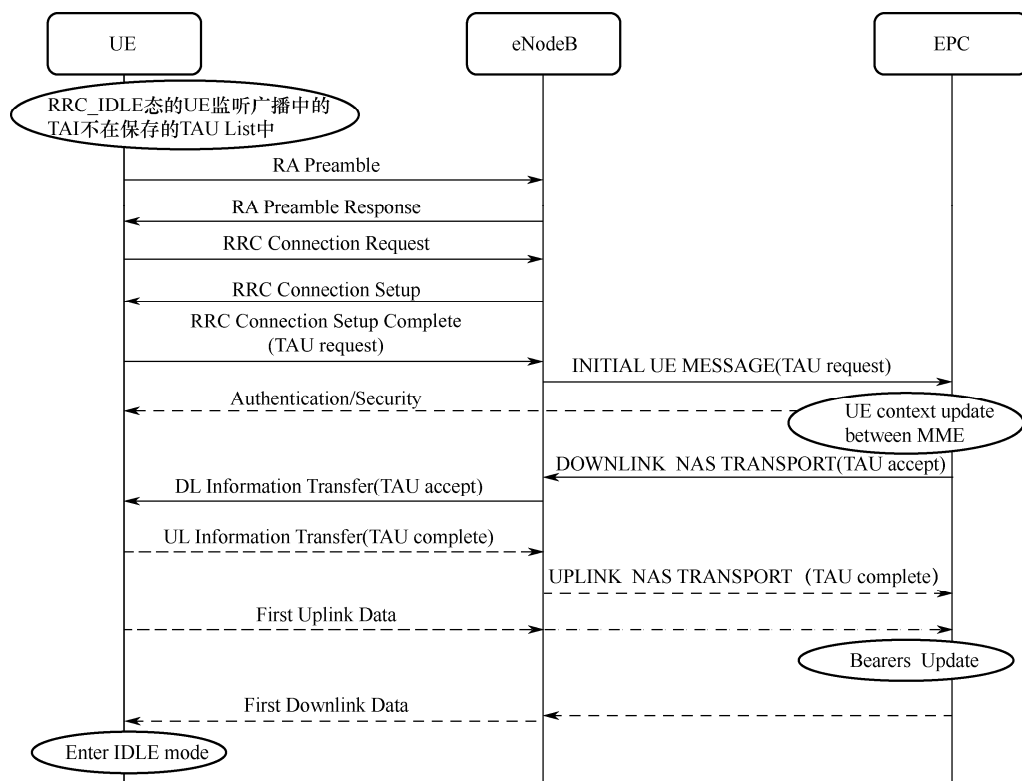 UE
eNodeB
EPC
RRC_IDLE态的UE监听广播中的
TAI不在保存的TAU List中
RA Preamble
RA Preamble Response
RRC Connection Request
RRC Connection Setup
RRC Connection Setup Complete
(TAU request)
INITIAL UE MESSAGE(TAU request)
Authentication/Security
UE context update
between MME
DOWNLINK NAS TRANSPORT(TAU accept)
DL Information Transfer(TAU accept)
UL Information Transfer(TAU complete)
UPLINK NAS TRANSPORT（TAU complete）
First Uplink Data
Bearers Update
First Downlink Data
Enter IDLE mode